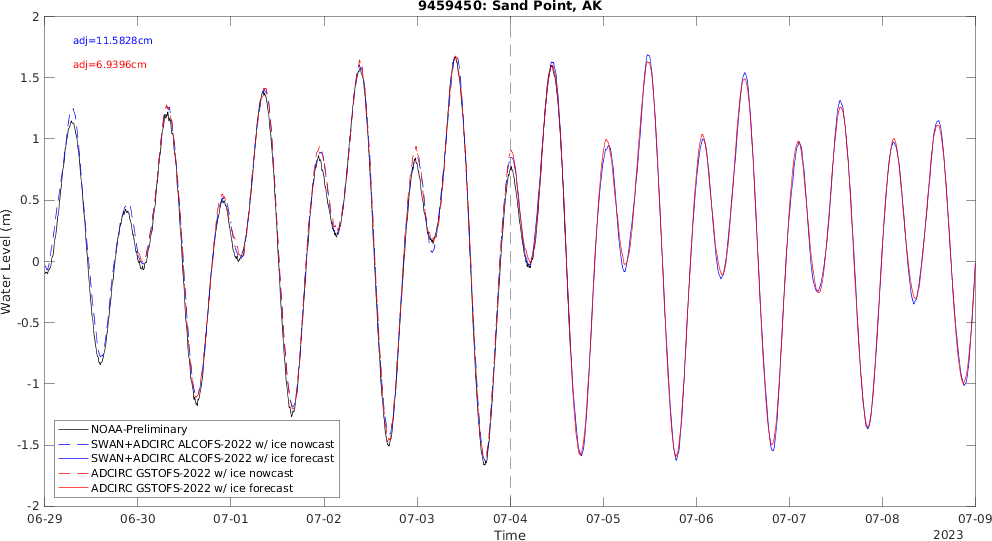 9459450: Sand Point, AK
adj=11.5828cm
adj=6.9396cm
Water Level (m)
2
1.5
1
0.5
0
-0.5
-1
-1.5
-2
NOAA-Preliminary
SWAN+ADCIRC ALCOFS-2022 w/ ice nowcast
SWAN+ADCIRC ALCOFS-2022 w/ ice forecast
ADCIRC GSTOFS-2022 w/ ice nowcast
ADCIRC GSTOFS-2022 w/ ice forecast
06-29 06-30 07-01 07-02 07-03 07-04 07-05 07-06 07-07 07-08 07-09
Time
2023